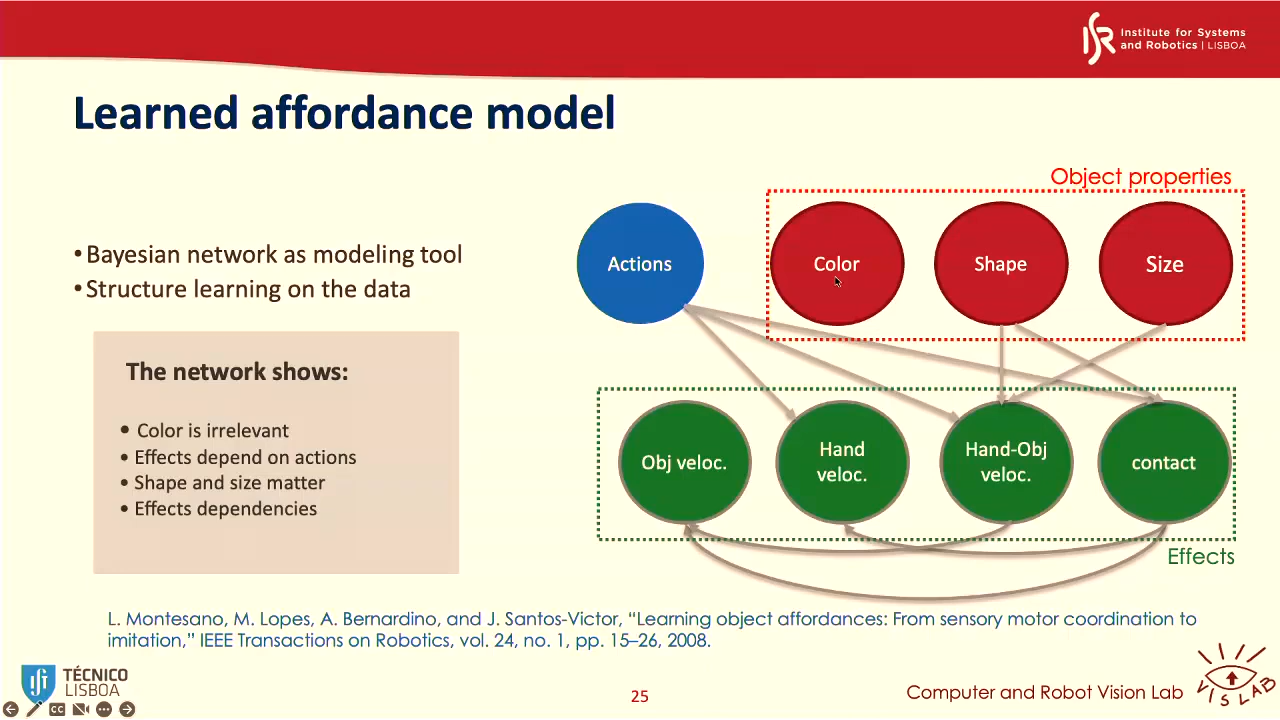 Institute for Systems
and Robotics | LISBOA
Learned affordance model
Object properties
• Bayesian network as modeling tool
• Structure learning on the data
Actions
Color
Shape
Size
The network shows:
• Color is irrelevant
• Effects depend on actions
• Shape and size matter
• Effects dependencies
Obj veloc.
Hand
veloc.
Hand-Obj
veloc.
contact
Effects
L. Montesano, M. Lopes, A. Bernardino, and J. Santos-Victor, “Learning object affordances: From sensory motor coordination to
imitation,” IEEE Transactions on Robotics, vol. 24, no. 1, pp. 15–26, 2008.
TÉCNICO
LISBOA
25
Computer and Robot Vision Lab
VISLAB
CC